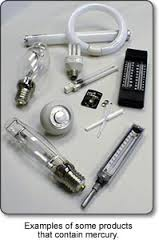 Examples of some products
that contain mercury.